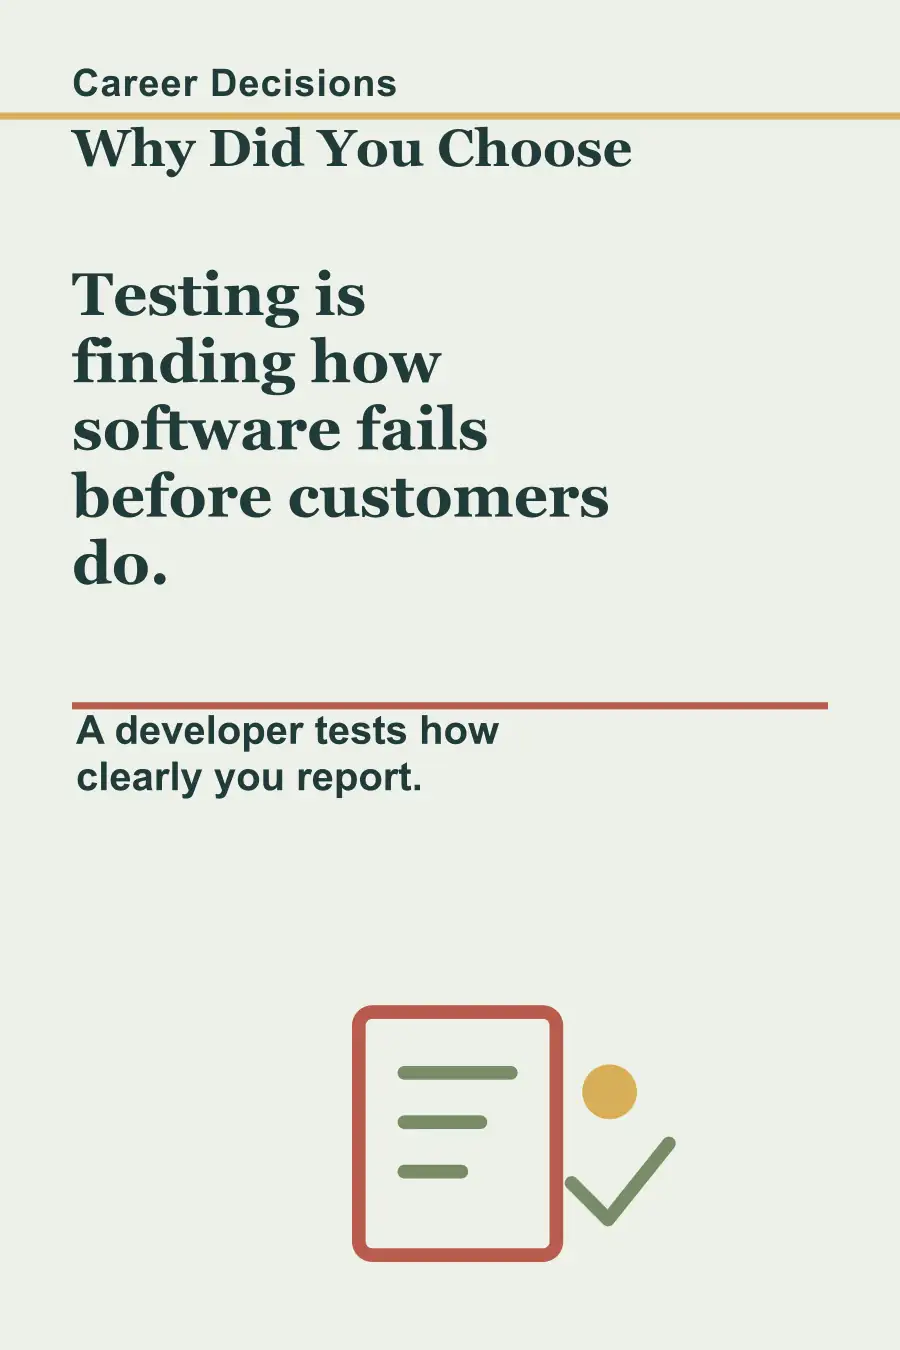 Career Decisions
Why Did You Choose
Testing is
finding how
software fails
before customers
do.
A developer tests how
clearly you report.